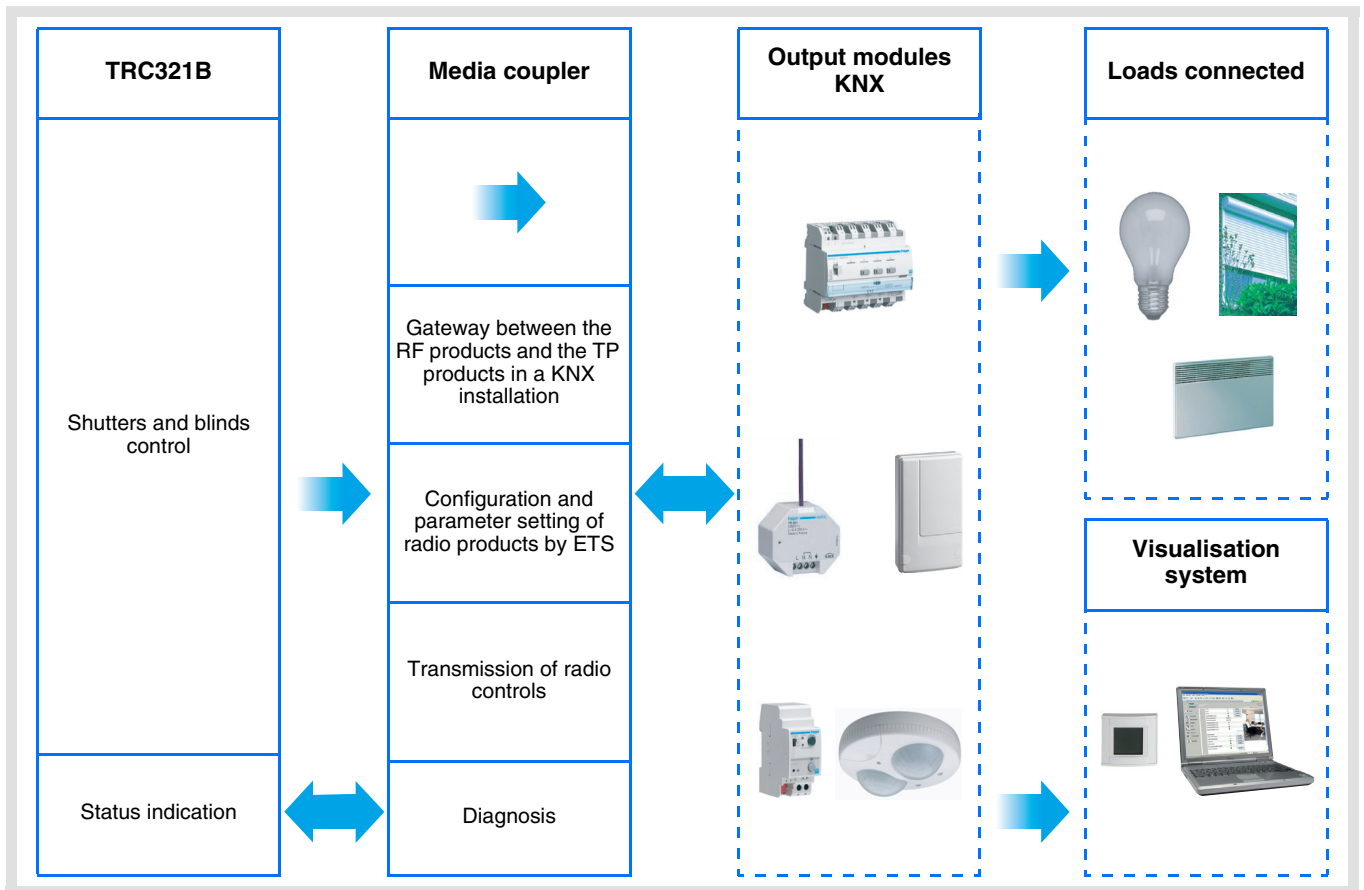 TRC321B
Shutters and blinds
control
Status indication
Media coupler
Gateway between the
RF products and the TP
products in a KNX
installation
Configuration and
parameter setting of
radio products by ETS
Transmission of radio
controls
Diagnosis
Output modules
KNX
Loads connected
Visualisation
system